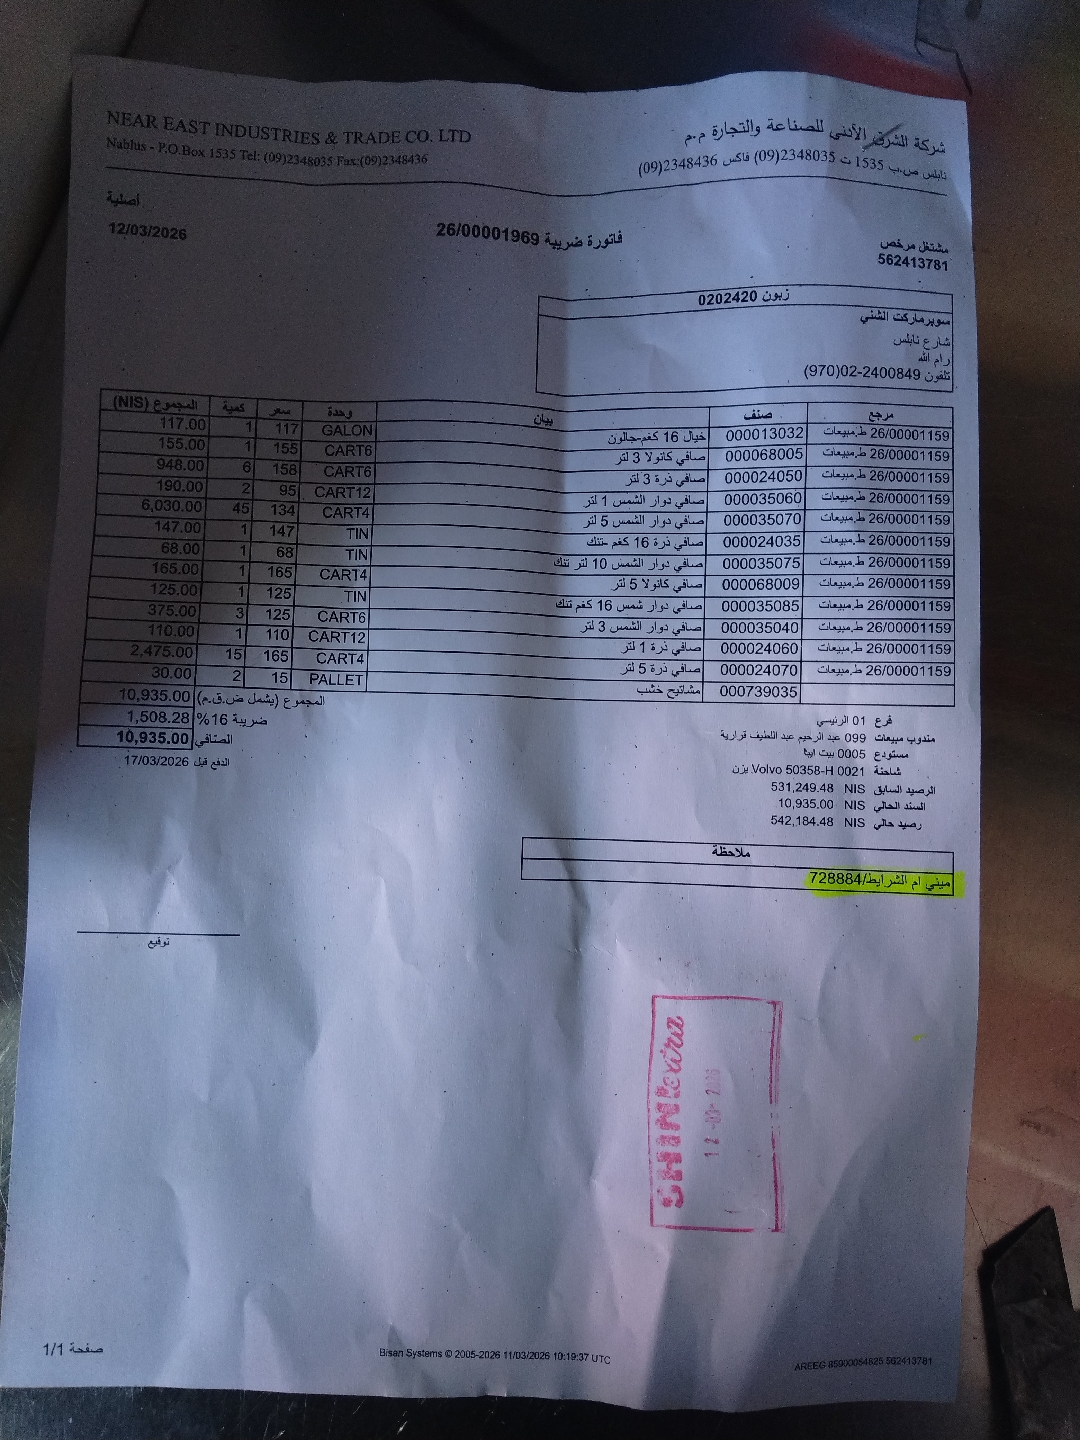 NEAR EAST INDUSTRIES & TRADE CO. LTD
Nablus - P.O.Box 1535 Tel: (09)2348035 Fax:(09)2348436
شركة الشرق الأدنى للصناعة والتجارة م.م
نابلس ص.ب 1535 ت 2348035(09) فاكس 2348436(09)
أصلية
12/03/2026
فاتورة ضريبية 26/00001969
مشتغل مرخص
562413781
زبون 0202420
سوبرماركت الشني
شارع نابلس
رام الله
تلفون 02-2400849(970)
مرجع صنف بيان وحدة سعر كمية المجموع (NIS)
26/00001159 ط.مبيعات 000013032 خيال 16 كغم-جالون GALON 117 1 117.00
26/00001159 ط.مبيعات 000068005 صافي كانولا 3 لتر CART6 155 1 155.00
26/00001159 ط.مبيعات 000024050 صافي ذرة 3 لتر CART6 158 6 948.00
26/00001159 ط.مبيعات 000035060 صافي دوار الشمس 1 لتر CART12 95 2 190.00
26/00001159 ط.مبيعات 000035070 صافي دوار الشمس 5 لتر CART4 134 45 6,030.00
26/00001159 ط.مبيعات 000024035 صافي ذرة 16 كغم -تنك TIN 147 1 147.00
26/00001159 ط.مبيعات 000035075 صافي دوار الشمس 10 لتر تنك TIN 68 1 68.00
26/00001159 ط.مبيعات 000068009 صافي كانولا 5 لتر CART4 165 1 165.00
26/00001159 ط.مبيعات 000035085 صافي دوار شمس 16 كغم تنك TIN 125 1 125.00
26/00001159 ط.مبيعات 000035040 صافي دوار الشمس 3 لتر CART6 125 3 375.00
26/00001159 ط.مبيعات 000024060 صافي ذرة 1 لتر CART12 110 1 110.00
26/00001159 ط.مبيعات 000024070 صافي ذرة 5 لتر CART4 165 15 2,475.00
000739035 مشاتيح خشب PALLET 15 2 30.00
المجموع (يشمل ض.ق.م) 10,935.00
ضريبة 16% 1,508.28
الصافي 10,935.00
الدفع قبل 17/03/2026
فرع 01 الرئيسي
مندوب مبيعات 099 عبد الرحيم عبد اللطيف قرارية
مستودع 0005 بيت ايبا
شاحنة 0021 Volvo 50358-H يزن
الرصيد السابق NIS 531,249.48
السند الحالي NIS 10,935.00
رصيد حالي NIS 542,184.48
ملاحظة
ميني ام الشرايط/728884
توقيع
SHINI extra
12 -03- 2026
صفحة 1/1
Bisan Systems © 2005-2026 11/03/2026 10:19:37 UTC
AREEG 85900054625 562413781